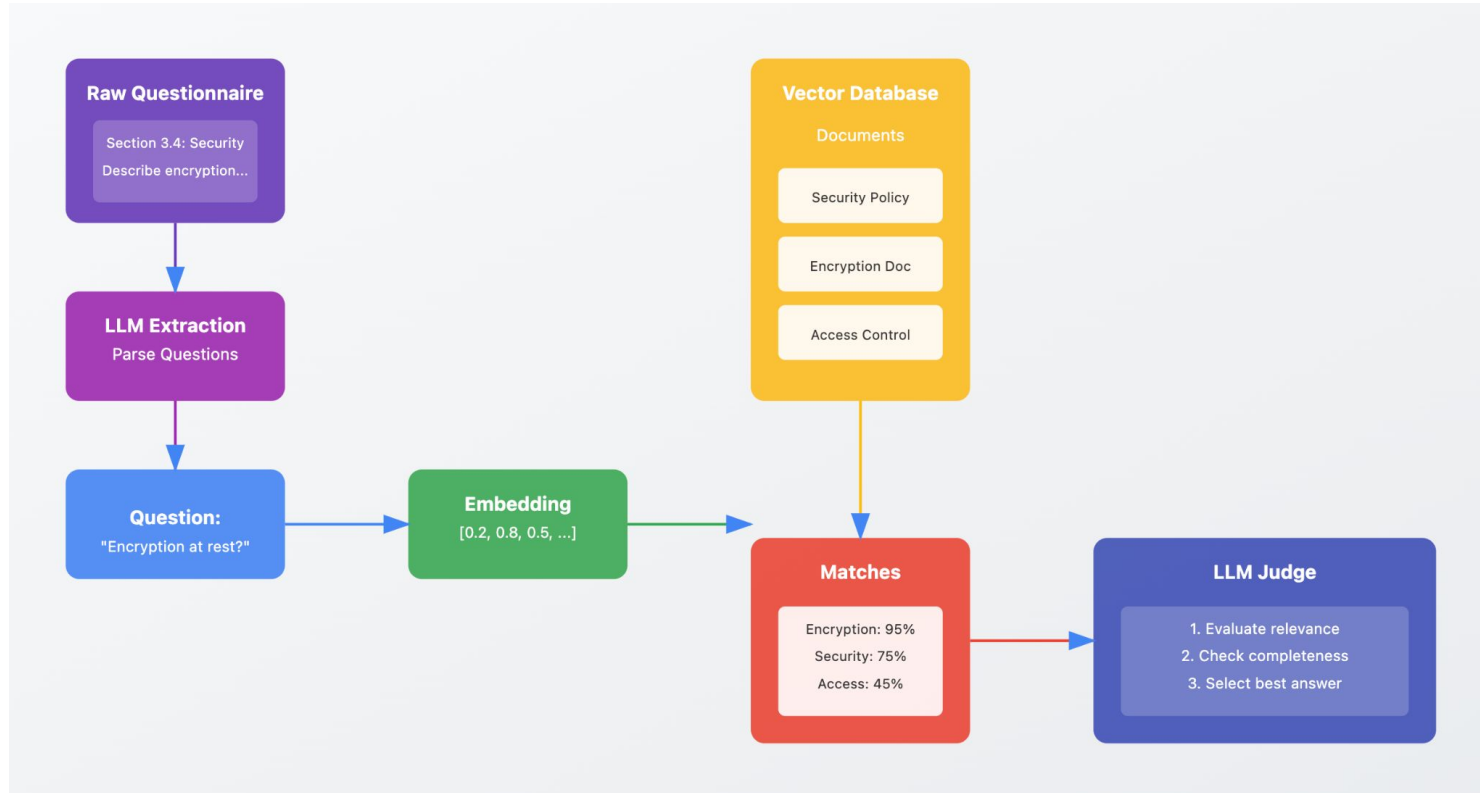 Raw Questionnaire
Section 3.4: Security
Describe encryption...
LLM Extraction
Parse Questions
Question:
"Encryption at rest?"
Embedding
[0.2, 0.8, 0.5, ...]
Vector Database
Documents
Security Policy
Encryption Doc
Access Control
Matches
Encryption: 95%
Security: 75%
Access: 45%
LLM Judge
1. Evaluate relevance
2. Check completeness
3. Select best answer